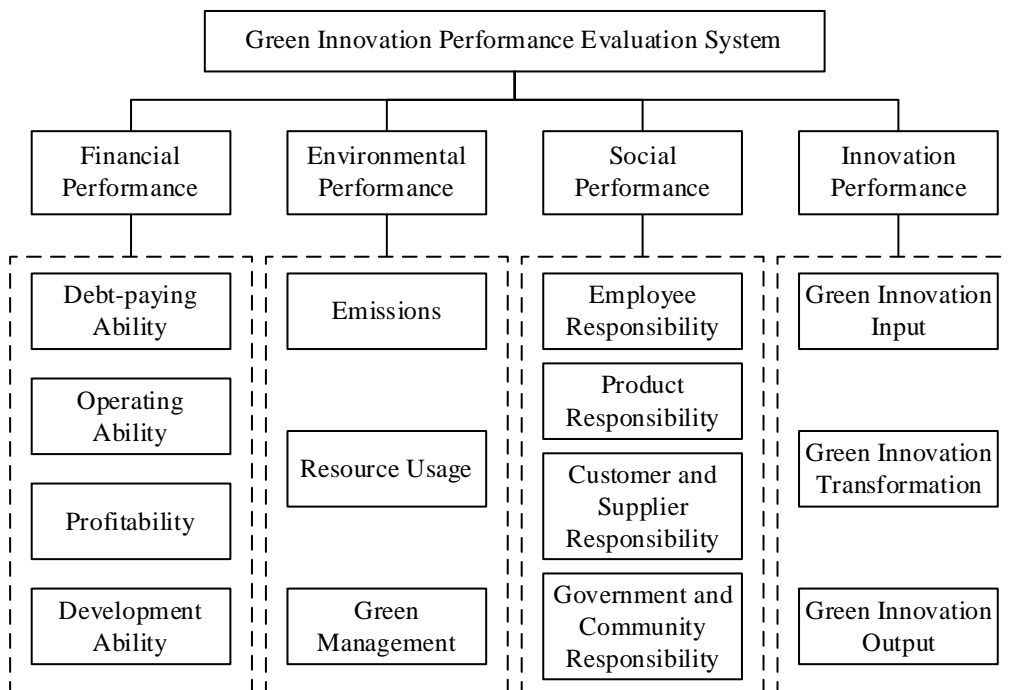 Green Innovation Performance Evaluation System
Financial
Performance
Environmental
Performance
Social
Performance
Innovation
Performance
Debt-paying
Ability
Operating
Ability
Profitability
Development
Ability
Emissions
Resource Usage
Green
Management
Employee
Responsibility
Product
Responsibility
Customer and
Supplier
Responsibility
Government and
Community
Responsibility
Green Innovation
Input
Green Innovation
Transformation
Green Innovation
Output